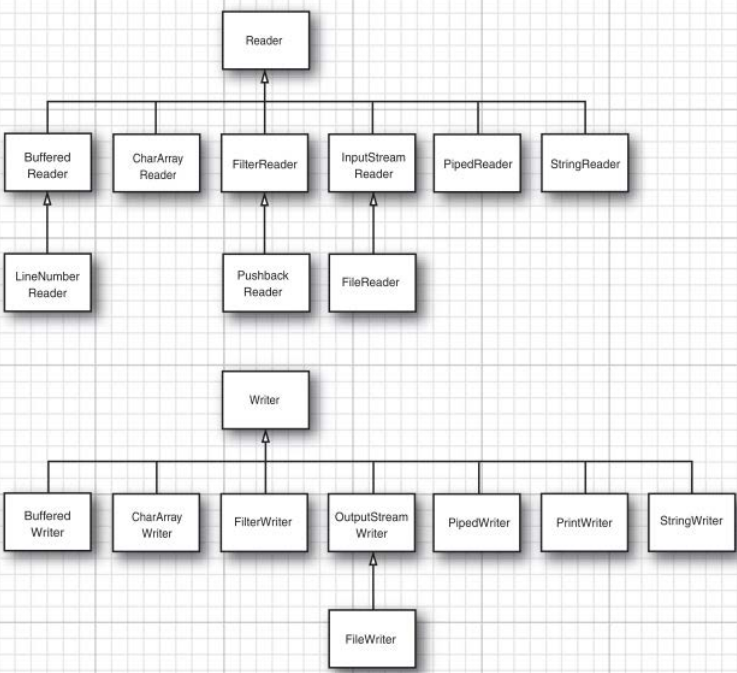 Reader
Buffered
Reader
CharArray
Reader
FilterReader
InputStream
Reader
PipedReader
StringReader
LineNumber
Reader
Pushback
Reader
FileReader
Writer
Buffered
Writer
CharArray
Writer
FilterWriter
OutputStream
Writer
PipedWriter
PrintWriter
StringWriter
FileWriter